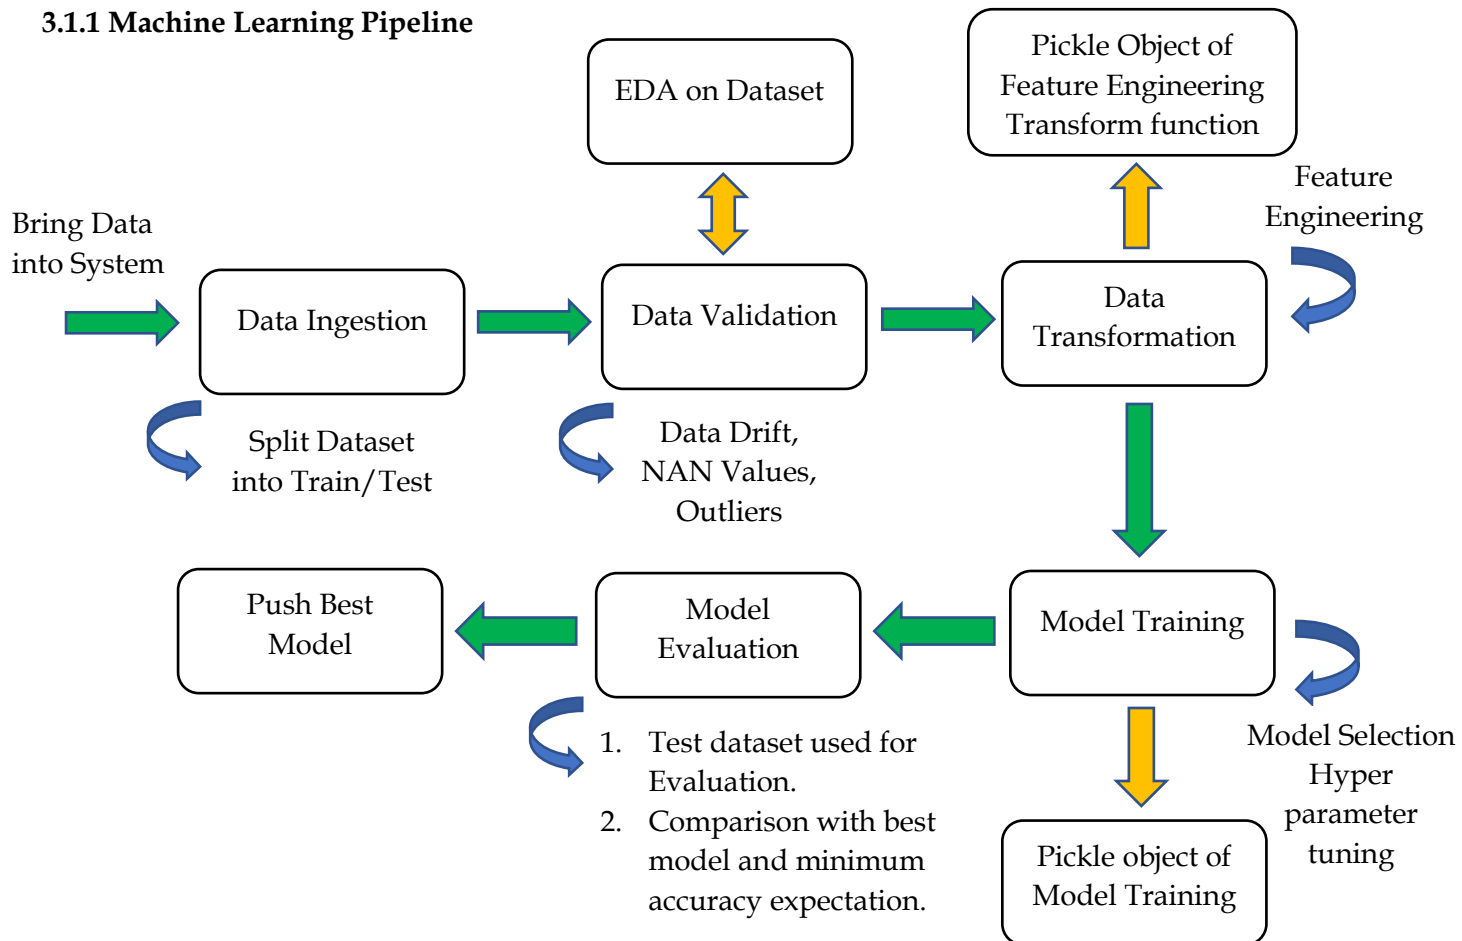 3.1.1 Machine Learning Pipeline
EDA on Dataset
Pickle Object of
Feature Engineering
Transform function
Feature
Engineering
Bring Data
into System
Data Ingestion
Data Validation
Data
Transformation
Split Dataset
into Train/Test
Data Drift,
NAN Values,
Outliers
Push Best
Model
Model
Evaluation
Model Training
1. Test dataset used for
Evaluation.
2. Comparison with best
model and minimum
accuracy expectation.
Model Selection
Hyper
parameter
tuning
Pickle object of
Model Training